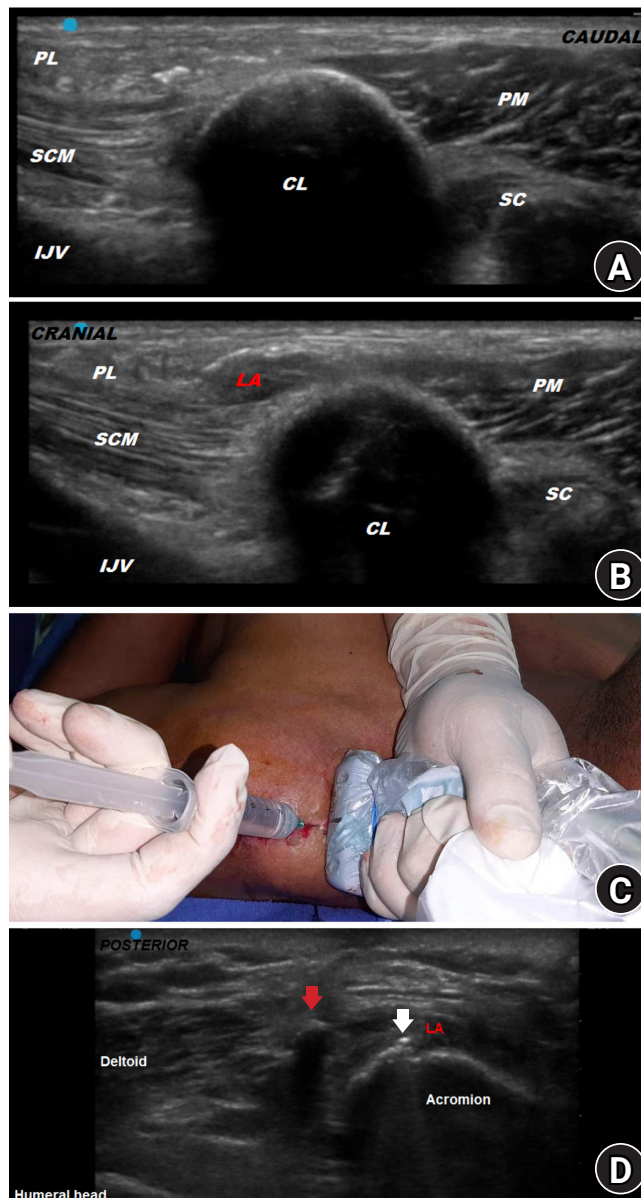 PL
CAUDAL
PM
SCM
CL
SC
IJV
A
CRANIAL
PL
LA
PM
SCM
SC
CL
IJV
B
C
POSTERIOR
LA
Deltoid
Acromion
Humeral head
D